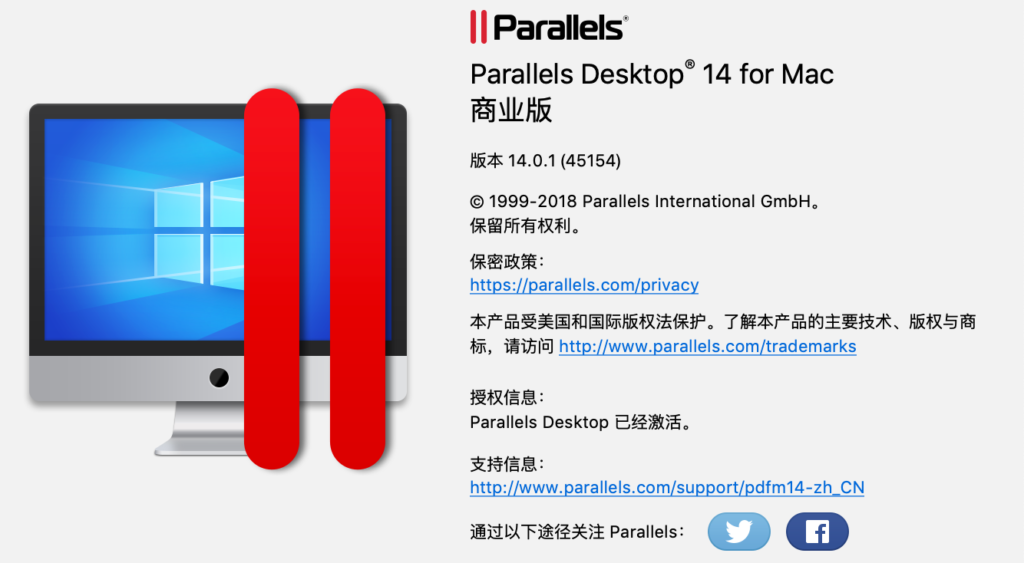 Parallels®
Parallels Desktop® 14 for Mac
商业版
版本 14.0.1 (45154)
© 1999-2018 Parallels International GmbH。
保留所有权利。
保密政策：
https://parallels.com/privacy
本产品受美国和国际版权法保护。了解本产品的主要技术、版权与商
标，请访问 http://www.parallels.com/trademarks
授权信息：
Parallels Desktop 已经激活。
支持信息：
http://www.parallels.com/support/pdfm14-zh_CN
通过以下途径关注 Parallels：